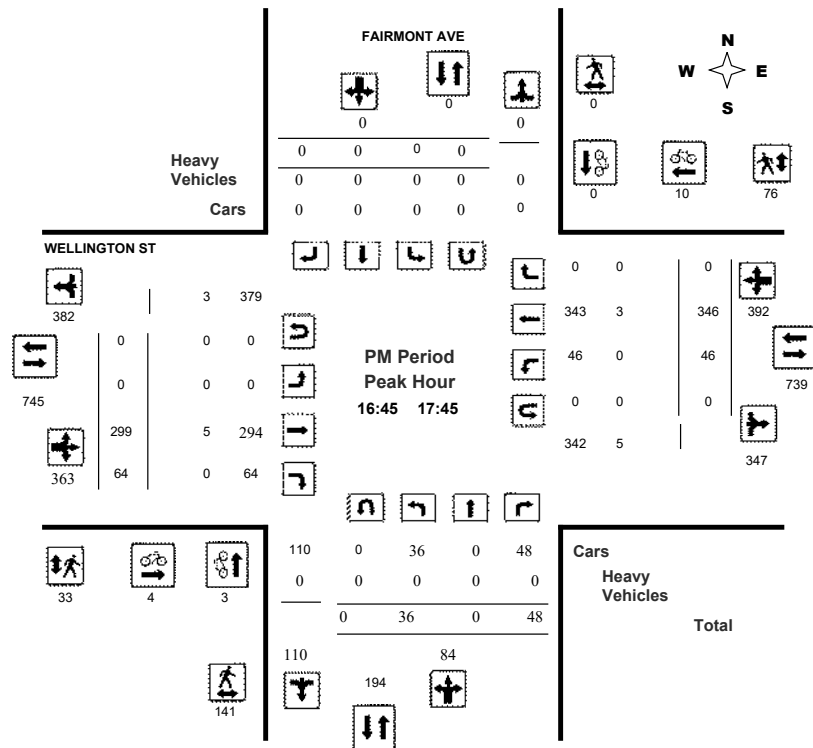 FAIRMONT AVE
N
W E
S
0
0
0 0
0 0 0 0
Heavy
Vehicles
0 0 0 0 0
Cars
0 0 0 0 0
0 10 76
WELLINGTON ST
382
3 379
0 0 0
745
0 0 0
299 5 294
363
64 0 64
PM Period
Peak Hour
16:45 17:45
0 0 0
343 3 346 392
46 0 46
739
0 0 0
342 5
347
110 0 36 0 48 Cars
0 0 0 0 0 Heavy
Vehicles
0 36 0 48
Total
33 4 3
110 84
194
141